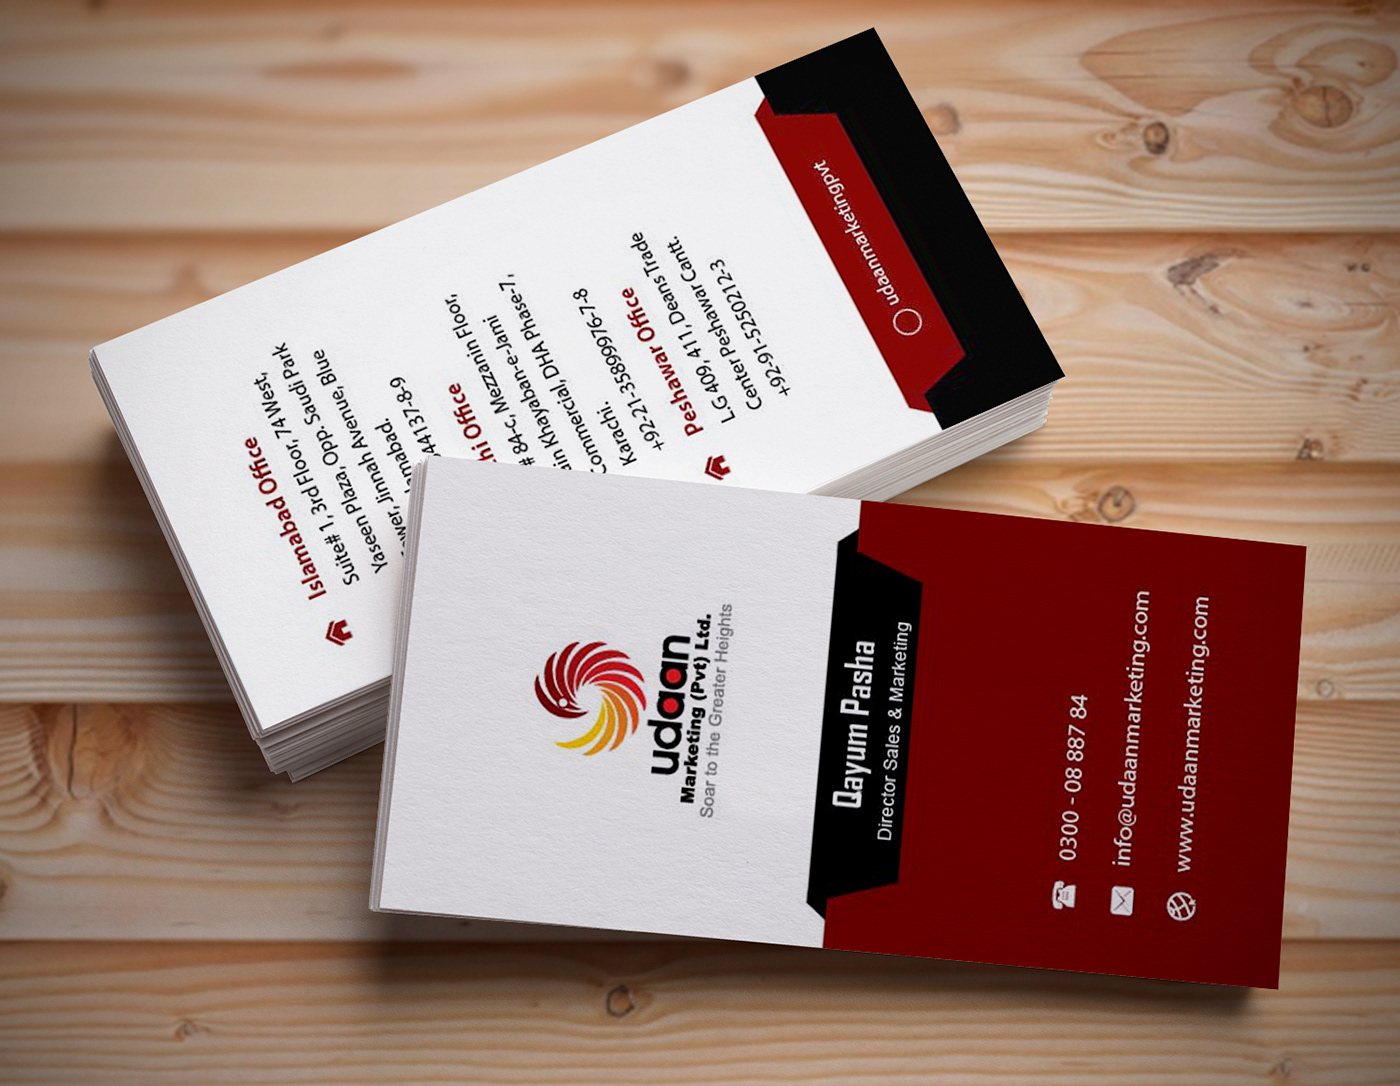 udaan
Marketing (Pvt) Ltd.
Soar to the Greater Heights
Qayum Pasha
Director Sales & Marketing
0300 - 08 887 84
info@udaanmarketing.com
www.udaanmarketing.com
Islamabad Office
Suite# 1, 3rd Floor, 74 West,
Yaseen Plaza, Opp. Saudi Park
Jinnah Avenue, Blue
44137-8-9
Office
# 84-c, Mezzanin Floor,
Khayaban-e-Jami
Commercial, DHA Phase-7,
Karachi.
+92-21-35899976-7-8
Peshawar Office
L.G 409, 411, Deans Trade
Center Peshawar Cantt.
+92-91-5250212-3
udaanmarketingpvt